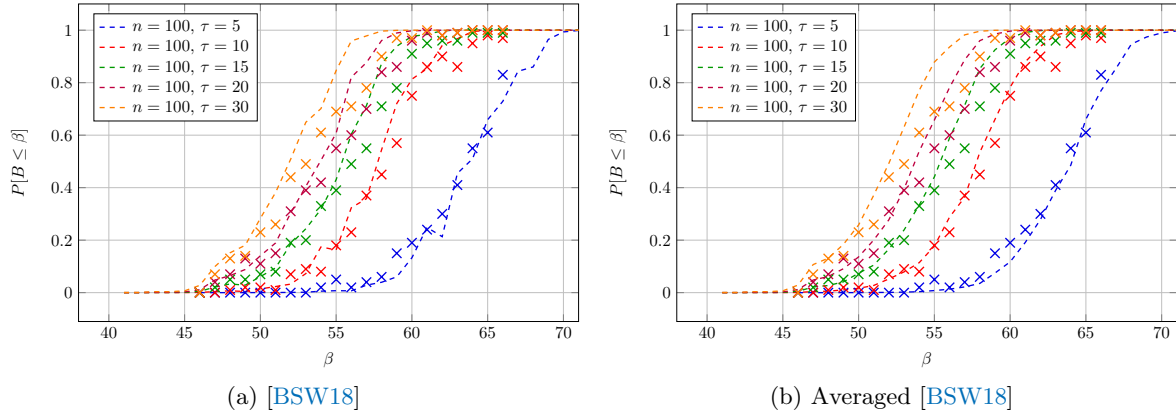 n = 100, τ = 5
n = 100, τ = 10
n = 100, τ = 15
n = 100, τ = 20
n = 100, τ = 30
1
0.8
0.6
0.4
0.2
0
P[B ≤ β]
40 45 50 55 60 65 70
β
(a) [BSW18]
n = 100, τ = 5
n = 100, τ = 10
n = 100, τ = 15
n = 100, τ = 20
n = 100, τ = 30
1
0.8
0.6
0.4
0.2
0
P[B ≤ β]
40 45 50 55 60 65 70
β
(b) Averaged [BSW18]